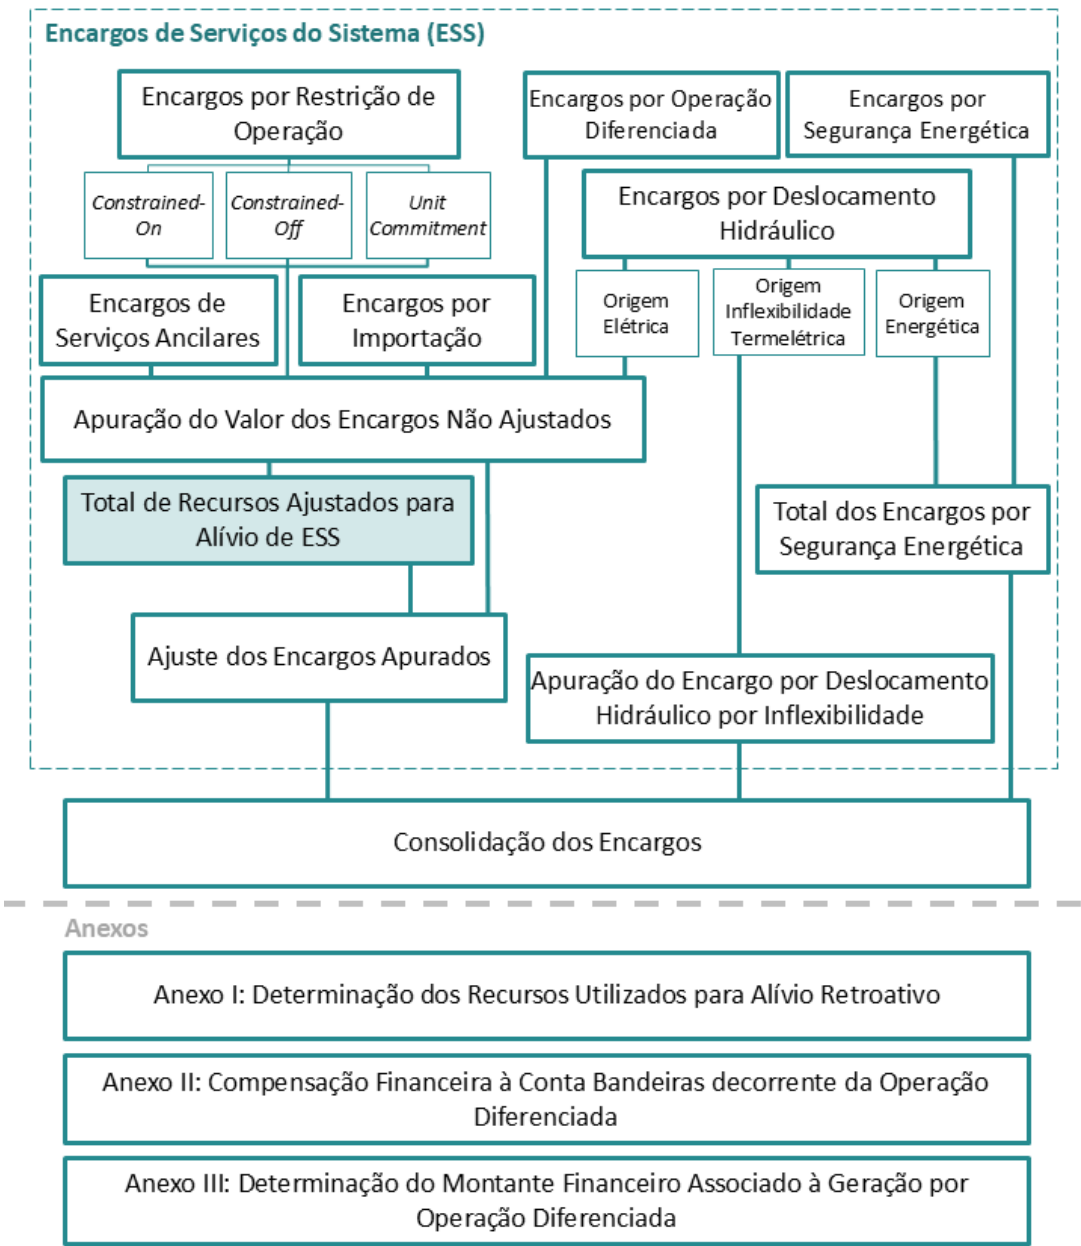 Encargos de Serviços do Sistema (ESS)
Encargos por Restrição de
Operação
Constrained-
On
Constrained-
Off
Unit
Commitment
Encargos por Operação
Diferenciada
Encargos por
Segurança Energética
Encargos por Deslocamento
Hidráulico
Encargos de
Serviços Ancilares
Encargos por
Importação
Origem
Elétrica
Origem
Inflexibilidade
Termelétrica
Origem
Energética
Apuração do Valor dos Encargos Não Ajustados
Total de Recursos Ajustados para
Alívio de ESS
Total dos Encargos por
Segurança Energética
Ajuste dos Encargos Apurados
Apuração do Encargo por Deslocamento
Hidráulico por Inflexibilidade
Consolidação dos Encargos
Anexos
Anexo I: Determinação dos Recursos Utilizados para Alívio Retroativo
Anexo II: Compensação Financeira à Conta Bandeiras decorrente da Operação
Diferenciada
Anexo III: Determinação do Montante Financeiro Associado à Geração por
Operação Diferenciada